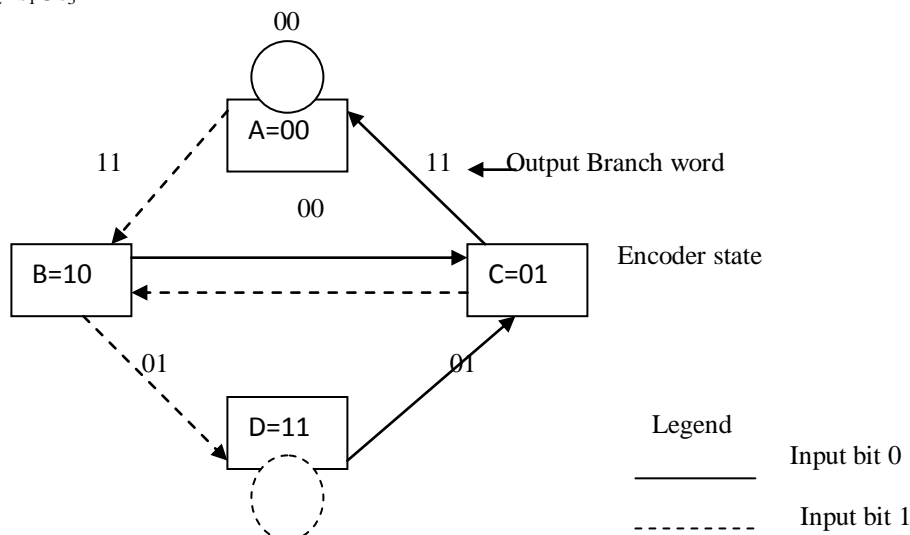 00
A=00
11
11
Output Branch word
00
B=10
C=01
Encoder state
01
01
D=11
Legend
Input bit 0
Input bit 1